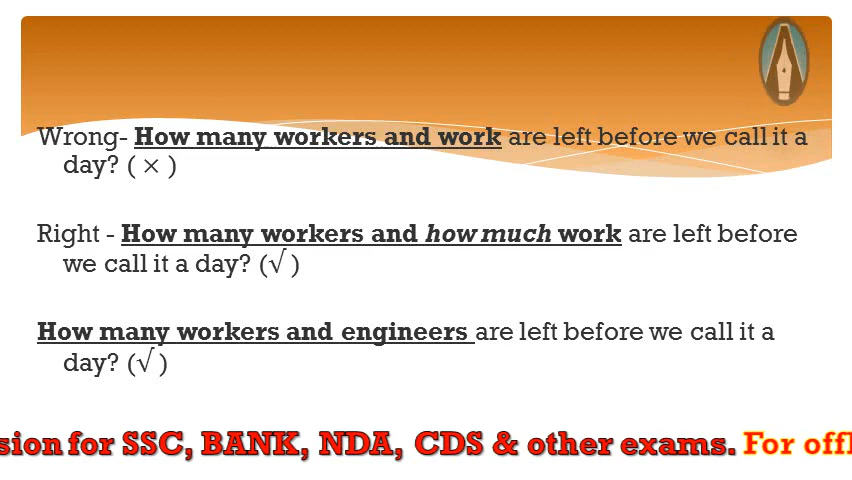 Wrong- How many workers and work are left before we call it a
day? ( × )
Right - How many workers and how much work are left before
we call it a day? (√ )
How many workers and engineers are left before we call it a
day? (√ )
for SSC, BANK, NDA, CDS & other exams. For